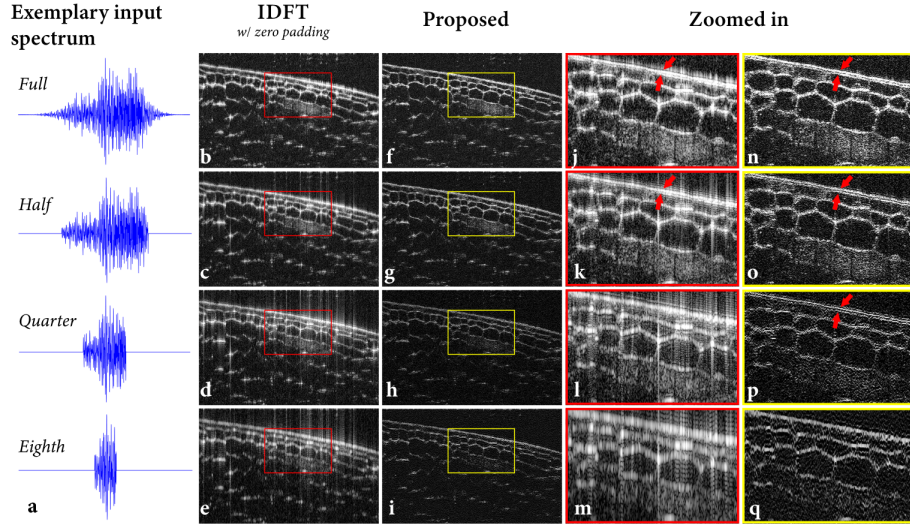 Exemplary input
spectrum
IDFT
w/ zero padding
Proposed
Zoomed in
Full
b
f
j
n
Half
c
g
k
o
Quarter
d
h
l
p
Eighth
a
e
i
m
q